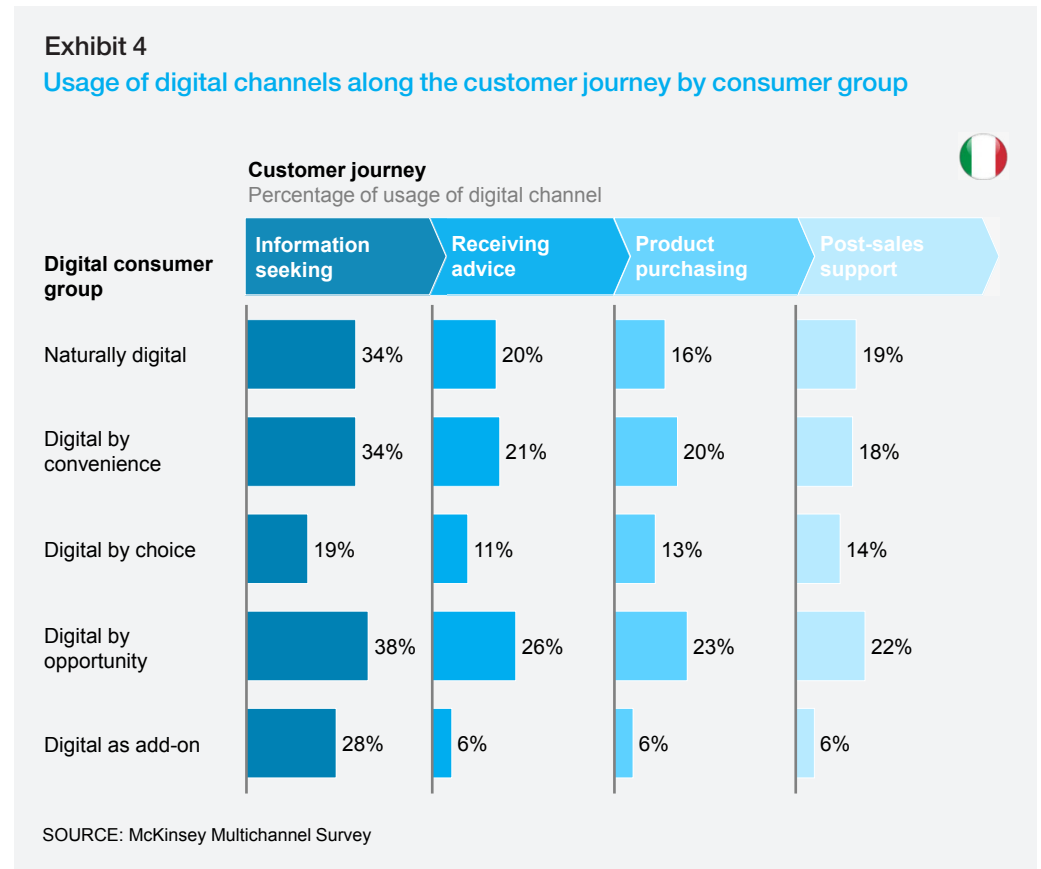 Exhibit 4
Usage of digital channels along the customer journey by consumer group
Customer journey
Percentage of usage of digital channel
Digital consumer
group
Information
seeking
Receiving
advice
Product
purchasing
Post-sales
support
Naturally digital
34%
20%
16%
19%
Digital by
convenience
34%
21%
20%
18%
Digital by choice
19%
11%
13%
14%
Digital by
opportunity
38%
26%
23%
22%
Digital as add-on
28%
6%
6%
6%
SOURCE: McKinsey Multichannel Survey